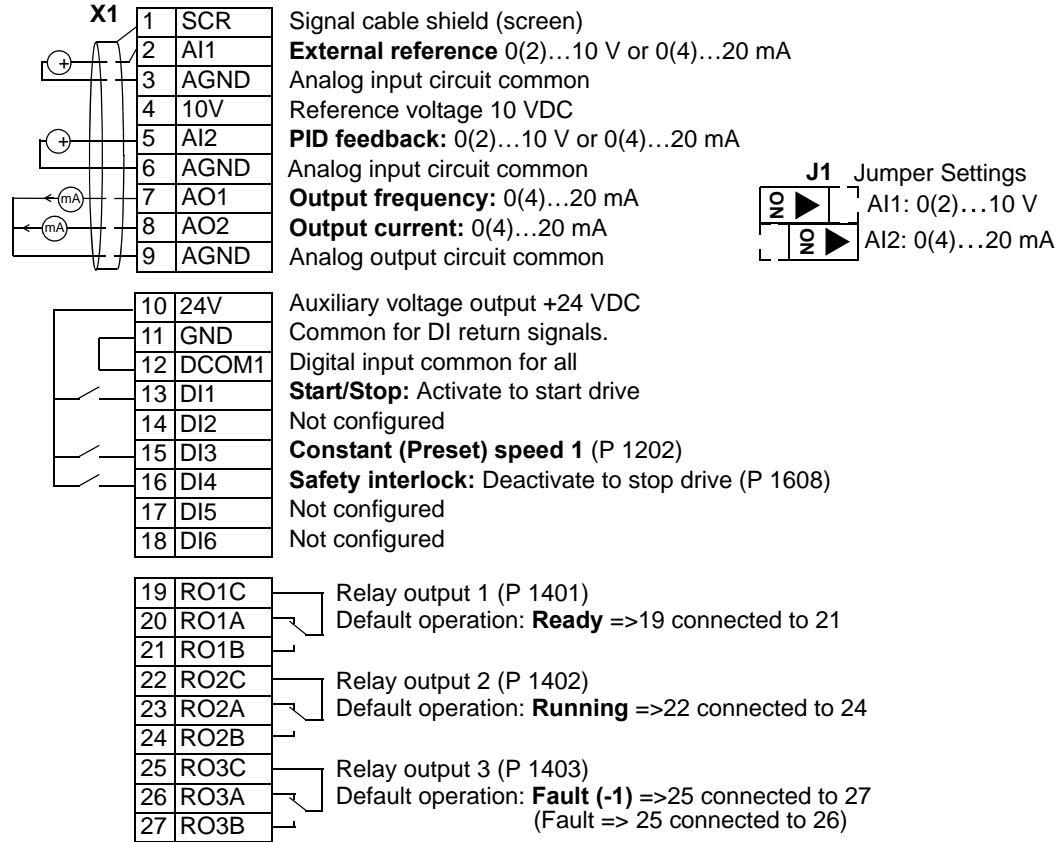 X1
1 SCR Signal cable shield (screen)
2 AI1 External reference 0(2)…10 V or 0(4)…20 mA
3 AGND Analog input circuit common
4 10V Reference voltage 10 VDC
5 AI2 PID feedback: 0(2)…10 V or 0(4)…20 mA
6 AGND Analog input circuit common
7 AO1 Output frequency: 0(4)…20 mA
8 AO2 Output current: 0(4)…20 mA
9 AGND Analog output circuit common
+
+
mA
mA
J1 Jumper Settings
ON AI1: 0(2)…10 V
ON AI2: 0(4)…20 mA
10 24V Auxiliary voltage output +24 VDC
11 GND Common for DI return signals.
12 DCOM1 Digital input common for all
13 DI1 Start/Stop: Activate to start drive
14 DI2 Not configured
15 DI3 Constant (Preset) speed 1 (P 1202)
16 DI4 Safety interlock: Deactivate to stop drive (P 1608)
17 DI5 Not configured
18 DI6 Not configured
19 RO1C Relay output 1 (P 1401)
20 RO1A Default operation: Ready =>19 connected to 21
21 RO1B
22 RO2C Relay output 2 (P 1402)
23 RO2A Default operation: Running =>22 connected to 24
24 RO2B
25 RO3C Relay output 3 (P 1403)
26 RO3A Default operation: Fault (-1) =>25 connected to 27
27 RO3B (Fault => 25 connected to 26)